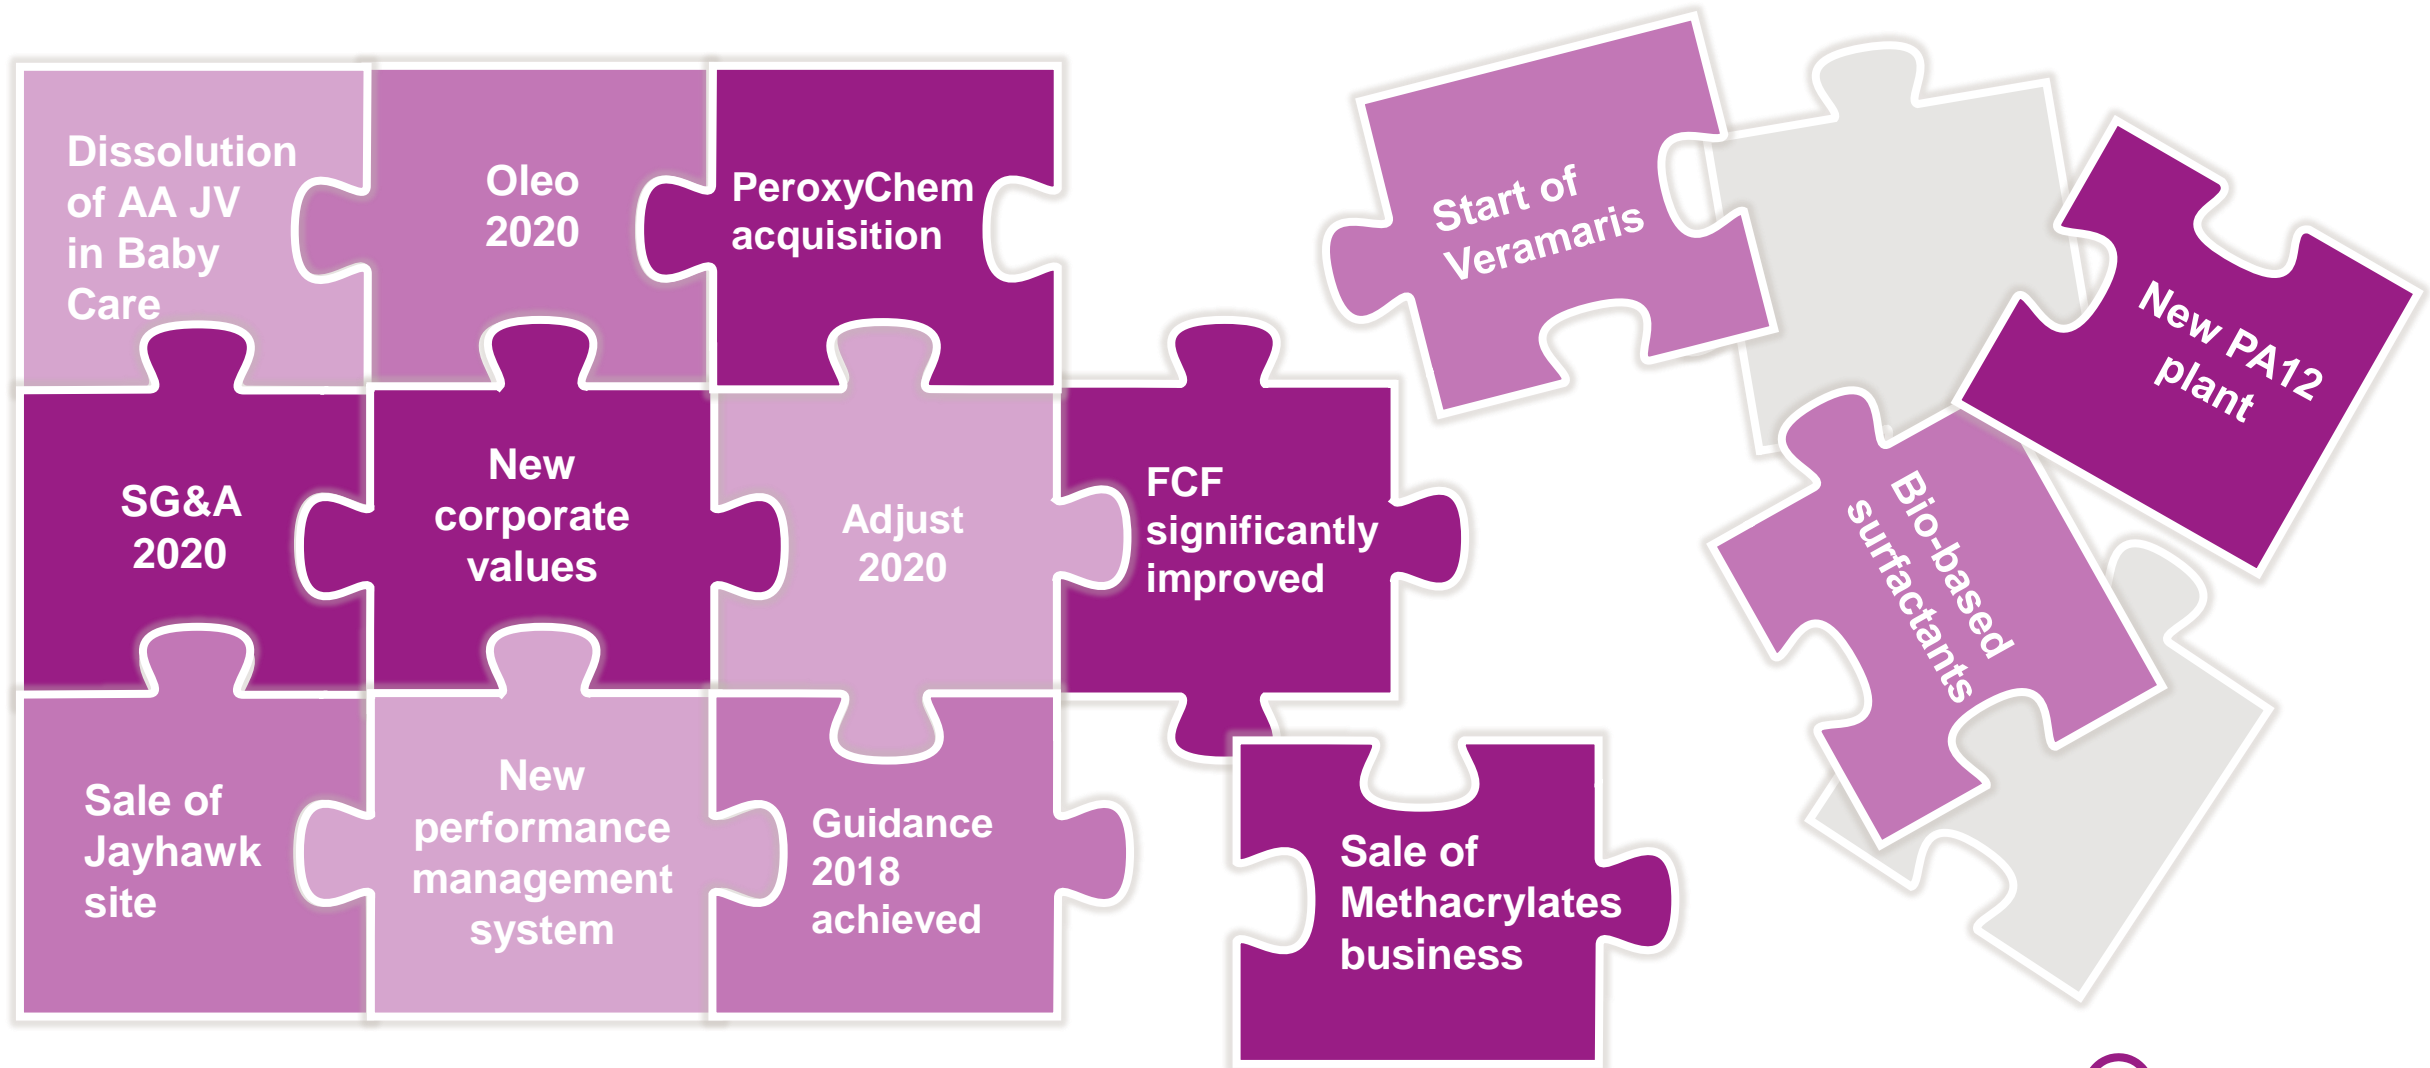 Dissolution
of AA JV
in Baby
Care
Oleo
2020
PeroxyChem
acquisition
Start of
Veramaris
New PA12
plant
SG&A
2020
New
corporate
values
Adjust
2020
FCF
significantly
improved
Bio-based
surfactants
Sale of
Jayhawk
site
New
performance
management
system
Guidance
2018
achieved
Sale of
Methacrylates
business